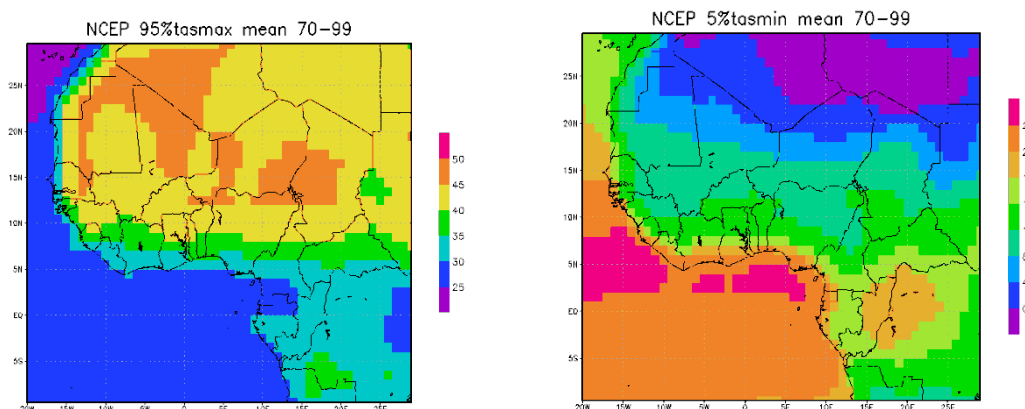 NCEP 95%tasmax mean 70-99
25N
20N
15N
10N
5N
EQ
5S
20W 15W 10W 5W 0 5E 10E 15E 20E 25E
50
45
40
35
30
25
NCEP 5%tasmin mean 70-99
25N
20N
15N
10N
5N
EQ
5S
20W 15W 10W 5W 0 5E 10E 15E 20E 25E